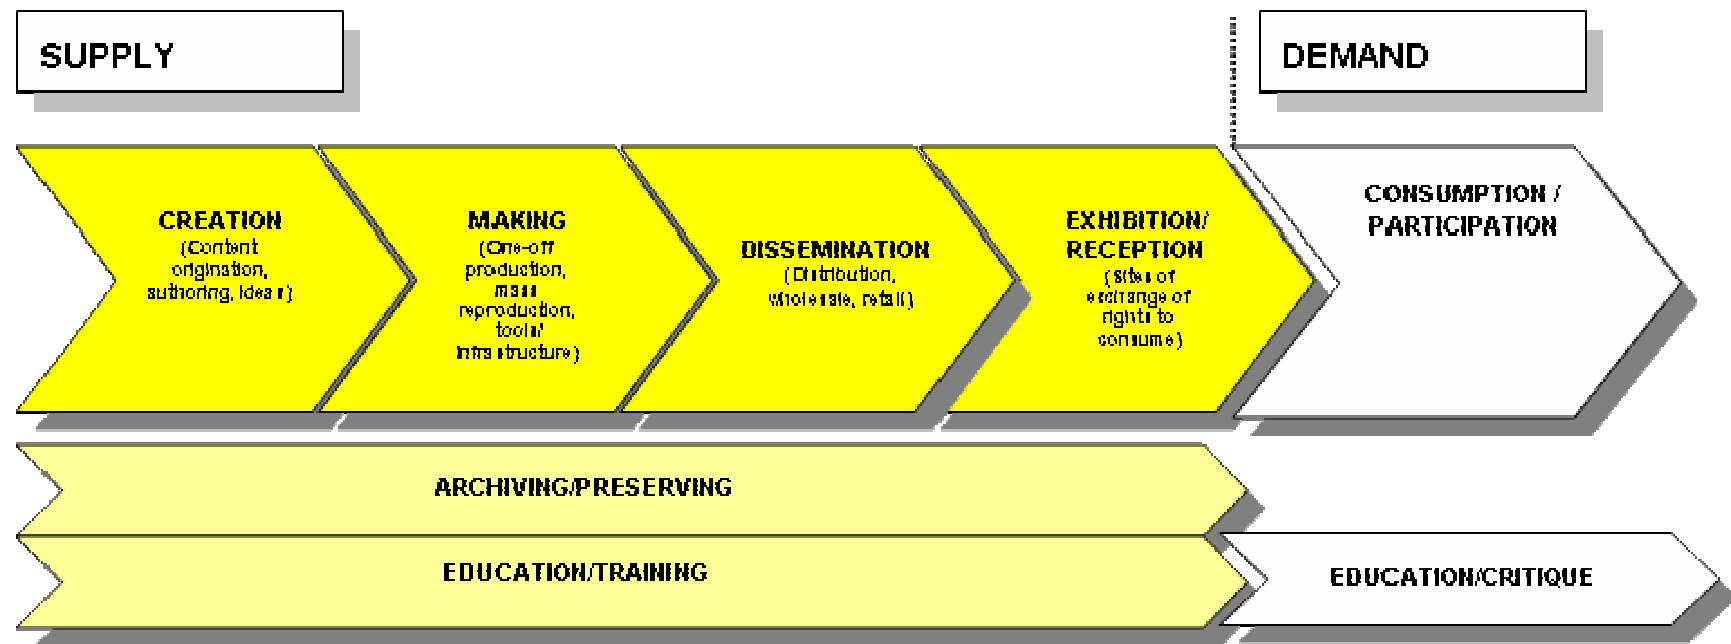 SUPPLY
DEMAND
CREATION
(Content
origination,
authoring, ideas)
MAKING
(One-off
production,
mass
reproduction,
tools/
infrastructure)
DISSEMINATION
(Distribution,
wholesale, retail)
EXHIBITION/
RECEPTION
(Sites of
exchange of
rights to
consume)
CONSUMPTION /
PARTICIPATION
ARCHIVING/PRESERVING
EDUCATION/TRAINING
EDUCATION/CRITIQUE